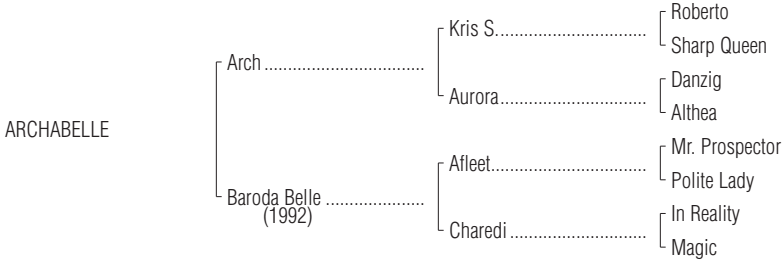 Roberto
Kris S.
Sharp Queen
Arch
Danzig
Aurora
Althea
ARCHABELLE
Mr. Prospector
Afleet
Polite Lady
Baroda Belle
(1992)
In Reality
Charedi
Magic